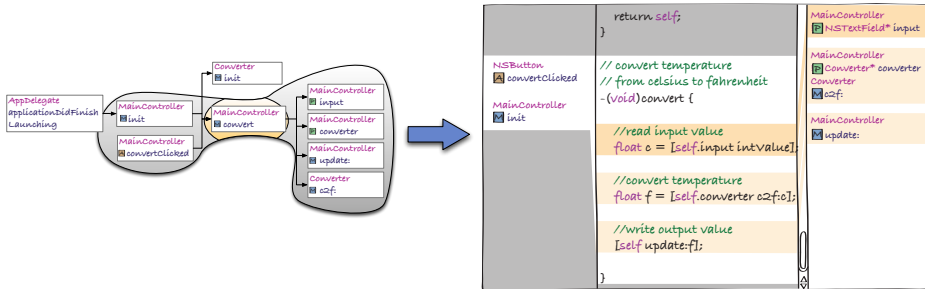 AppDelegate
applicationDidFinish
Launching
MainController
M init
MainController
A convertClicked
Converter
M init
MainController
M convert
MainController
P input
MainController
P converter
MainController
M update:
Converter
M c2f:
NSButton
A convertClicked
MainController
M init
return self;
}
// convert temperature
// from celsius to fahrenheit
-(void)convert {
//read input value
float c = [self.input intValue];
//convert temperature
float f = [self.converter c2f:c];
//write output value
[self update:f];
}
MainController
P NSTextField* input
MainController
P Converter* converter
Converter
M c2f:
MainController
M update: